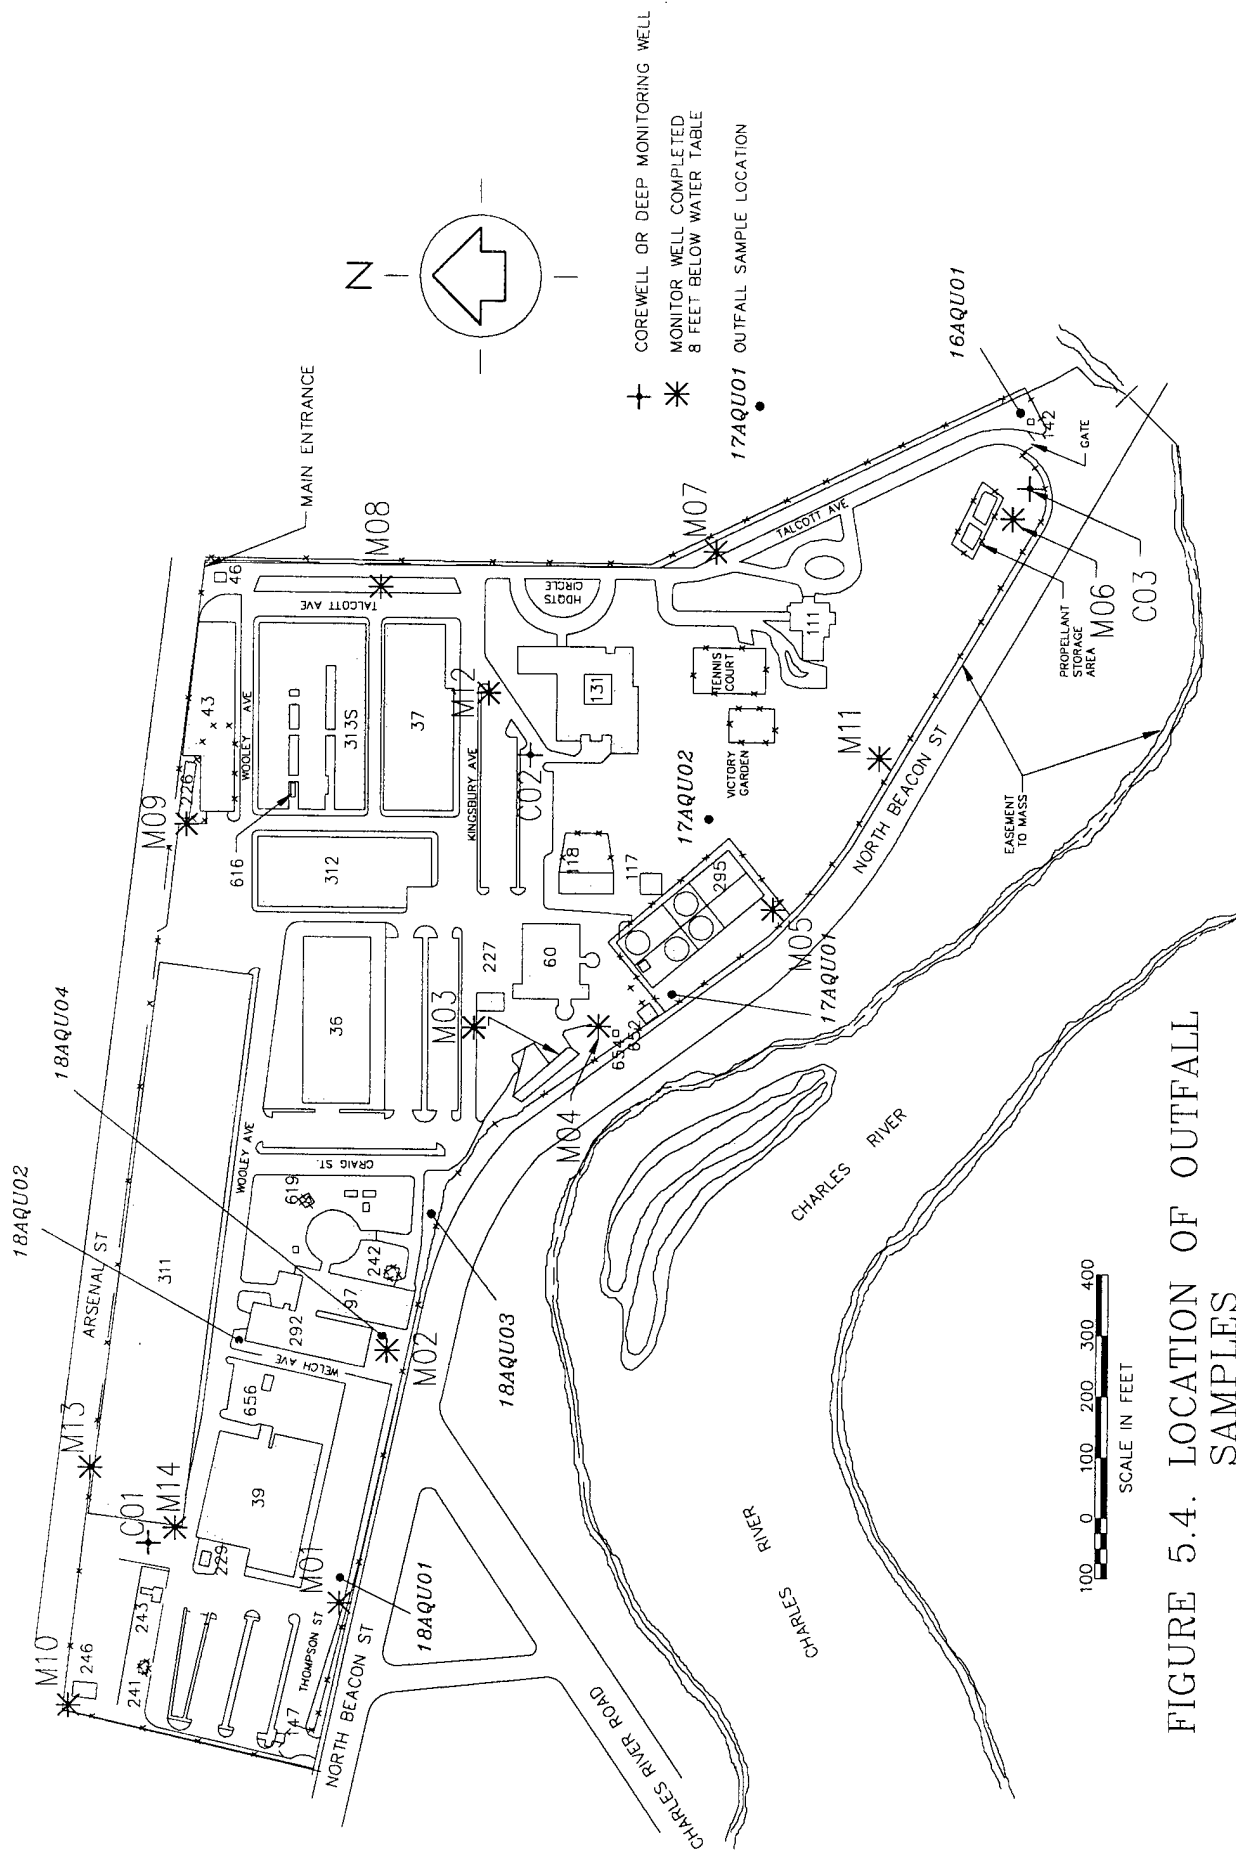 N
COREWELL OR DEEP MONITORING WELL
MONITOR WELL COMPLETED
8 FEET BELOW WATER TABLE
17AQU01 OUTFALL SAMPLE LOCATION
MAIN ENTRANCE
M10
246
241
243
M13
C01
M14
229
M01
147
THOMPSON ST
NORTH BEACON ST
18AQU01
CHARLES RIVER ROAD
ARSENAL ST
311
39
656
WELCH AVE
292
97
242
619
M02
18AQU02
18AQU04
18AQU03
WOOLEY AVE
CRAIG ST.
36
M03
227
60
M04
654
652
17AQU01
M05
295
117
118
17AQU02
M09
226
43
WOOLEY AVE
616
312
313S
37
46
TALCOTT AVE
M08
KINGSBURY AVE
M12
C02
131
HDQTS
CIRCLE
TENNIS
COURT
VICTORY
GARDEN
111
M07
TALCOTT AVE
M11
NORTH BEACON ST
EASEMENT
TO MASS
PROPELLANT
STORAGE
AREA
M06
C03
GATE
142
16AQU01
CHARLES RIVER
CHARLES RIVER
100 0 100 200 300 400
SCALE IN FEET
FIGURE 5.4. LOCATION OF OUTFALL
SAMPLES